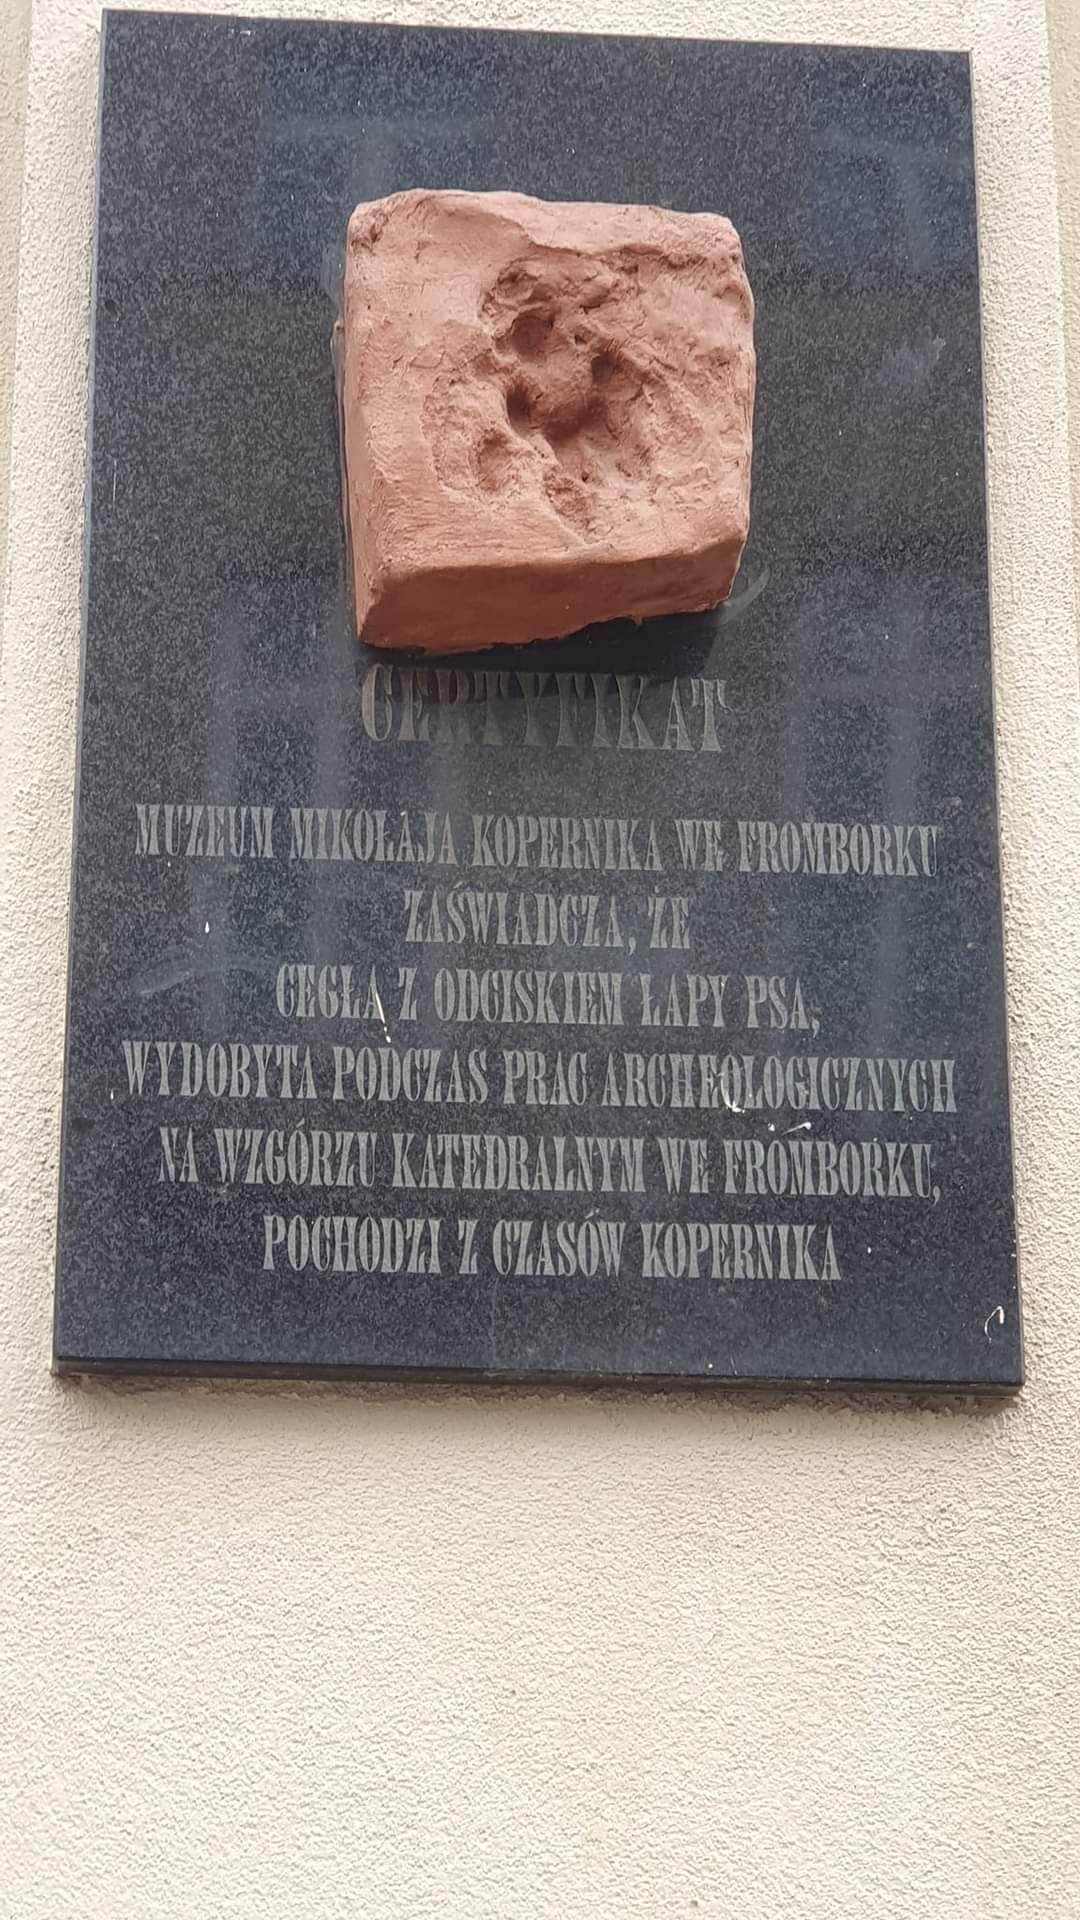 CERTYFIKAT
MUZEUM MIKOŁAJA KOPERNIKA WE FROMBORKU
ZAŚWIADCZA, ŻE
CEGŁA Z ODCISKIEM ŁAPY PSA,
WYDOBYTA PODCZAS PRAC ARCHEOLOGICZNYCH
NA WZGÓRZU KATEDRALNYM WE FROMBORKU,
POCHODZI Z CZASÓW KOPERNIKA